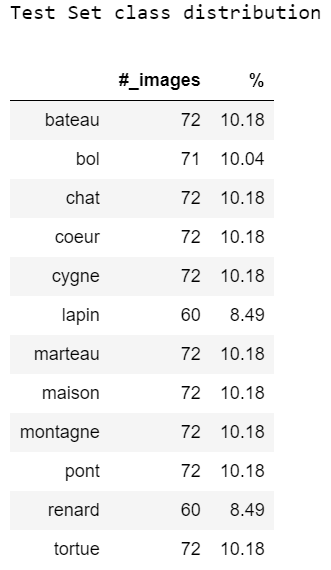 Test Set class distribution
#_images %
bateau 72 10.18
bol 71 10.04
chat 72 10.18
coeur 72 10.18
cygne 72 10.18
lapin 60 8.49
marteau 72 10.18
maison 72 10.18
montagne 72 10.18
pont 72 10.18
renard 60 8.49
tortue 72 10.18